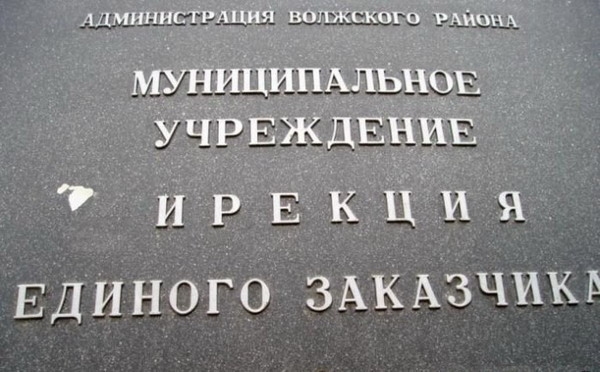 АДМИНИСТРАЦИЯ ВОЛЖСКОГО РАЙОНА
МУНИЦИПАЛЬНОЕ
УЧРЕЖДЕНИЕ
ИРЕКЦИЯ
ЕДИНОГО ЗАКАЗЧИКА